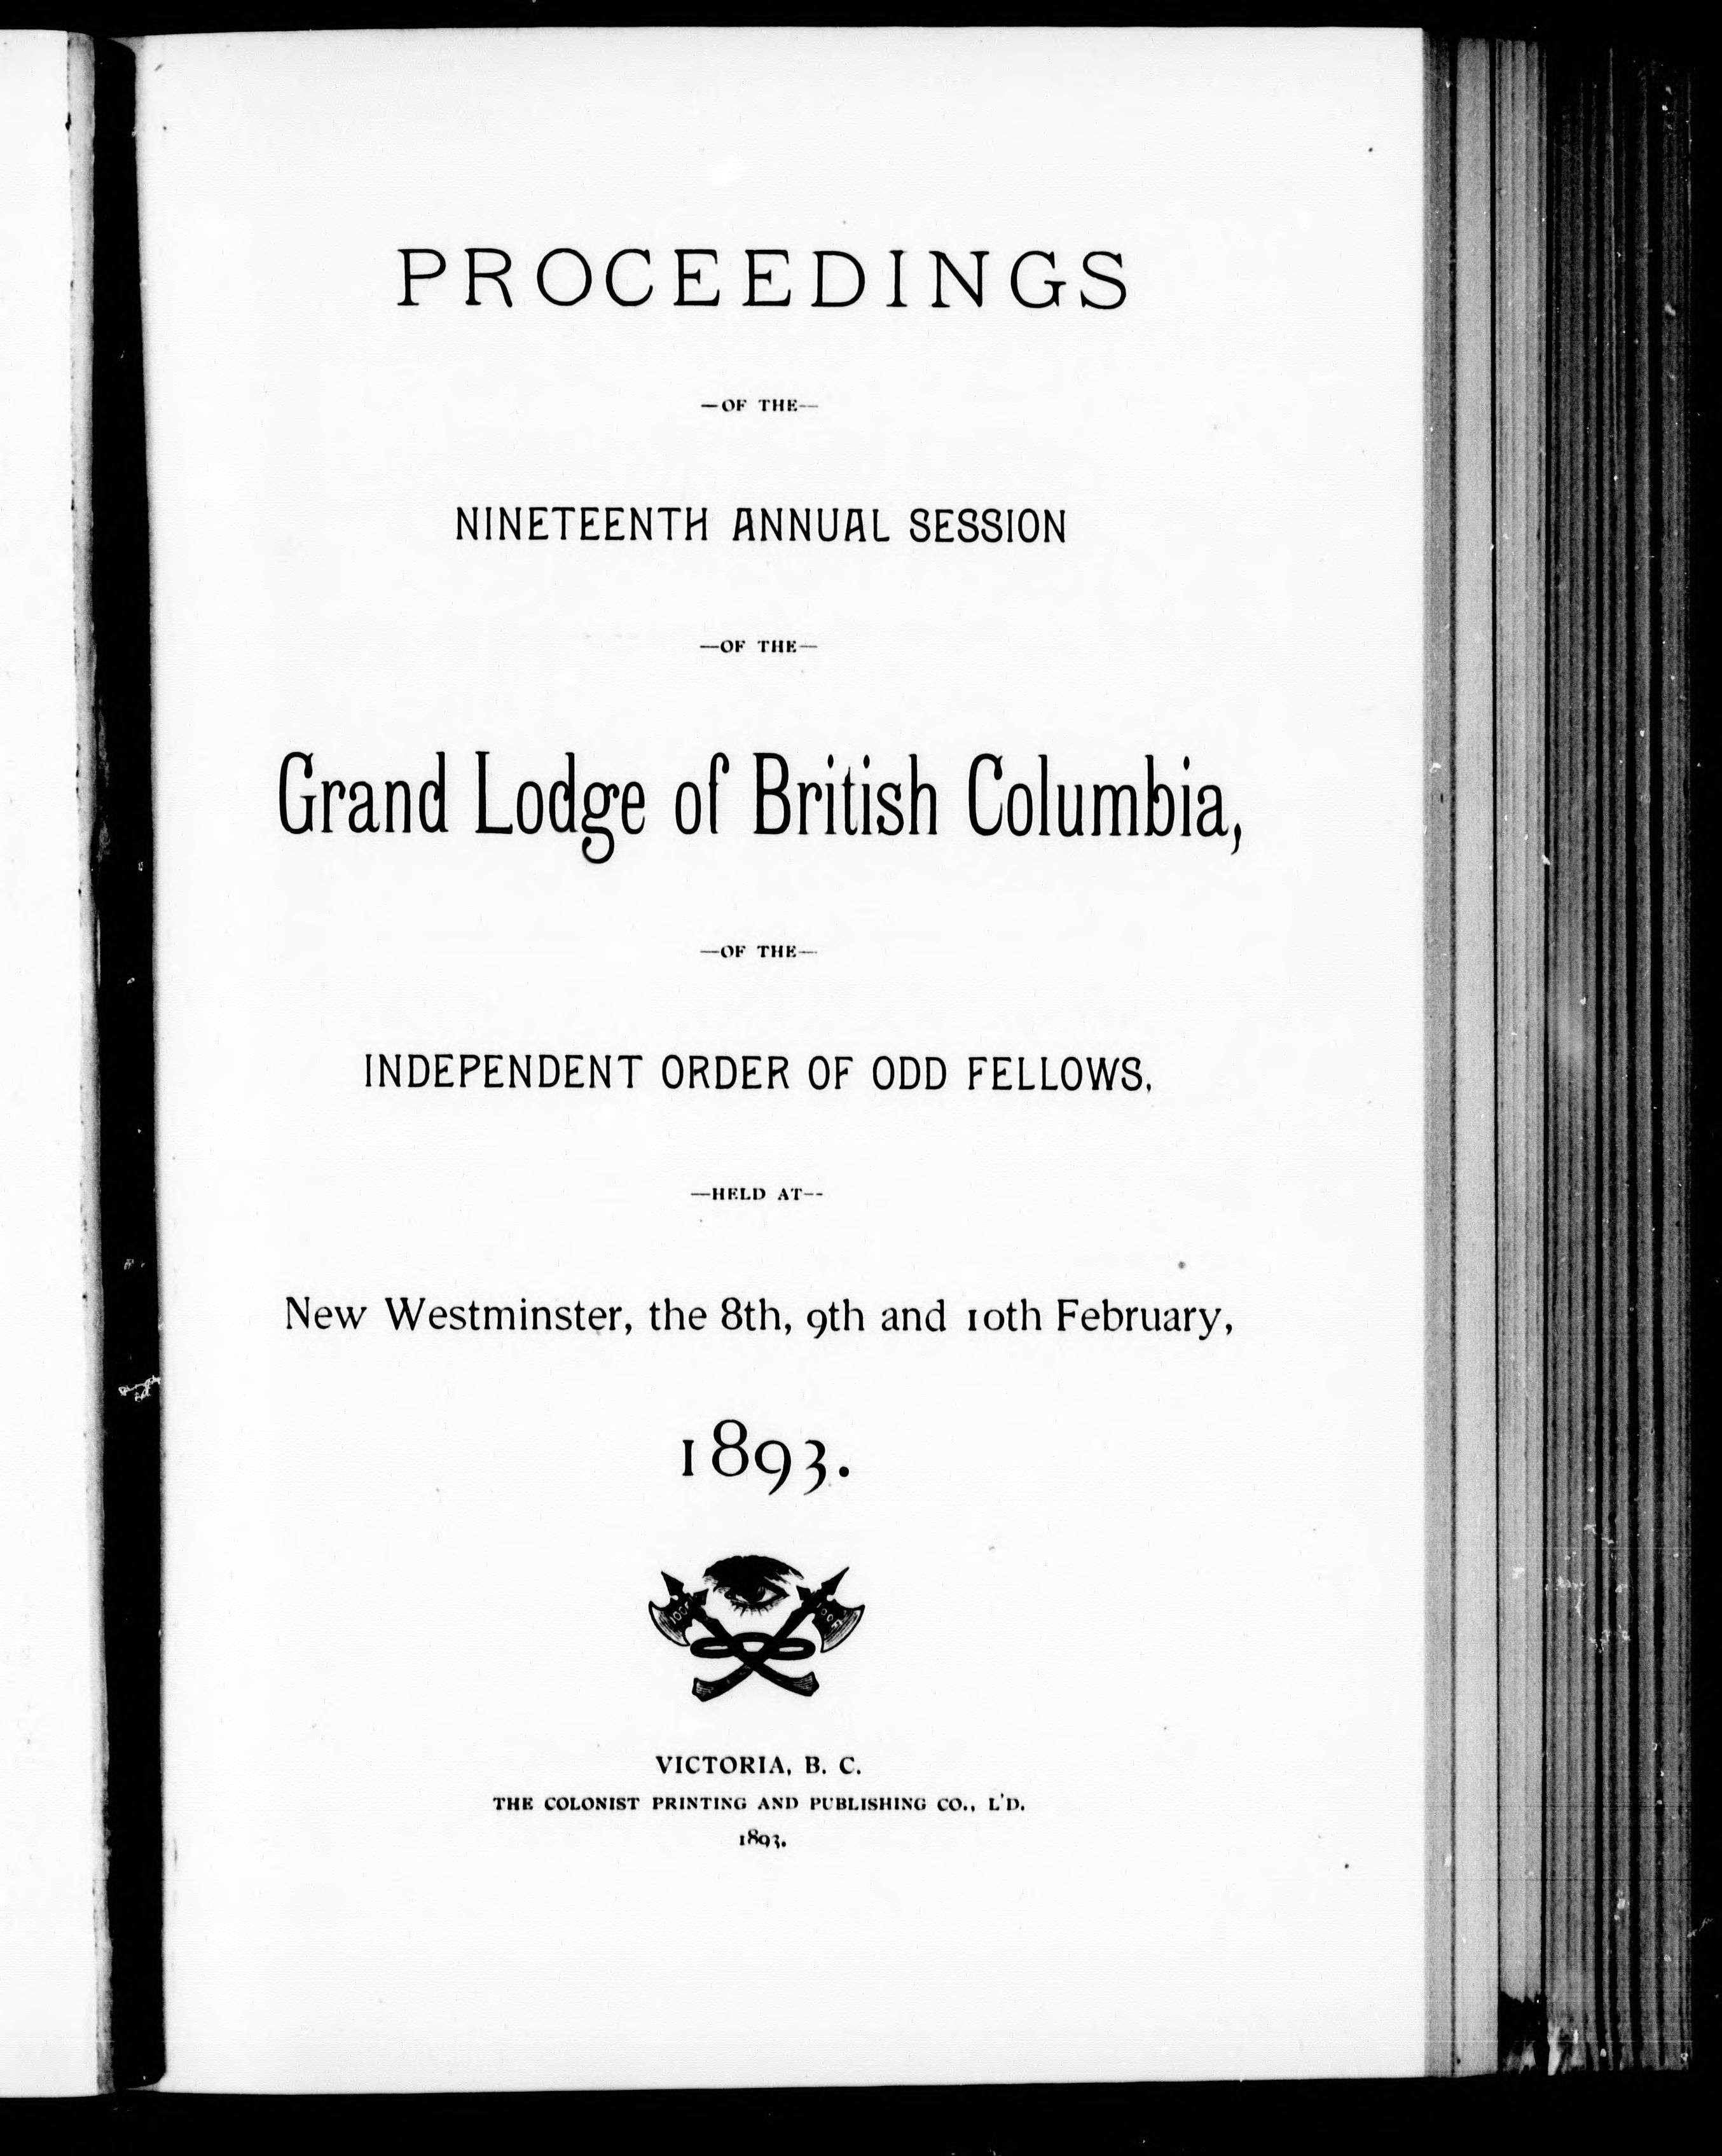 PROCEEDINGS
—OF THE—
NINETEENTH ANNUAL SESSION
—OF THE—
Grand Lodge of British Columbia,
—OF THE—
INDEPENDENT ORDER OF ODD FELLOWS,
—HELD AT—
New Westminster, the 8th, 9th and 10th February,
1893.
IOOF IOOF
VICTORIA, B. C.
THE COLONIST PRINTING AND PUBLISHING CO., L'D.
1893.